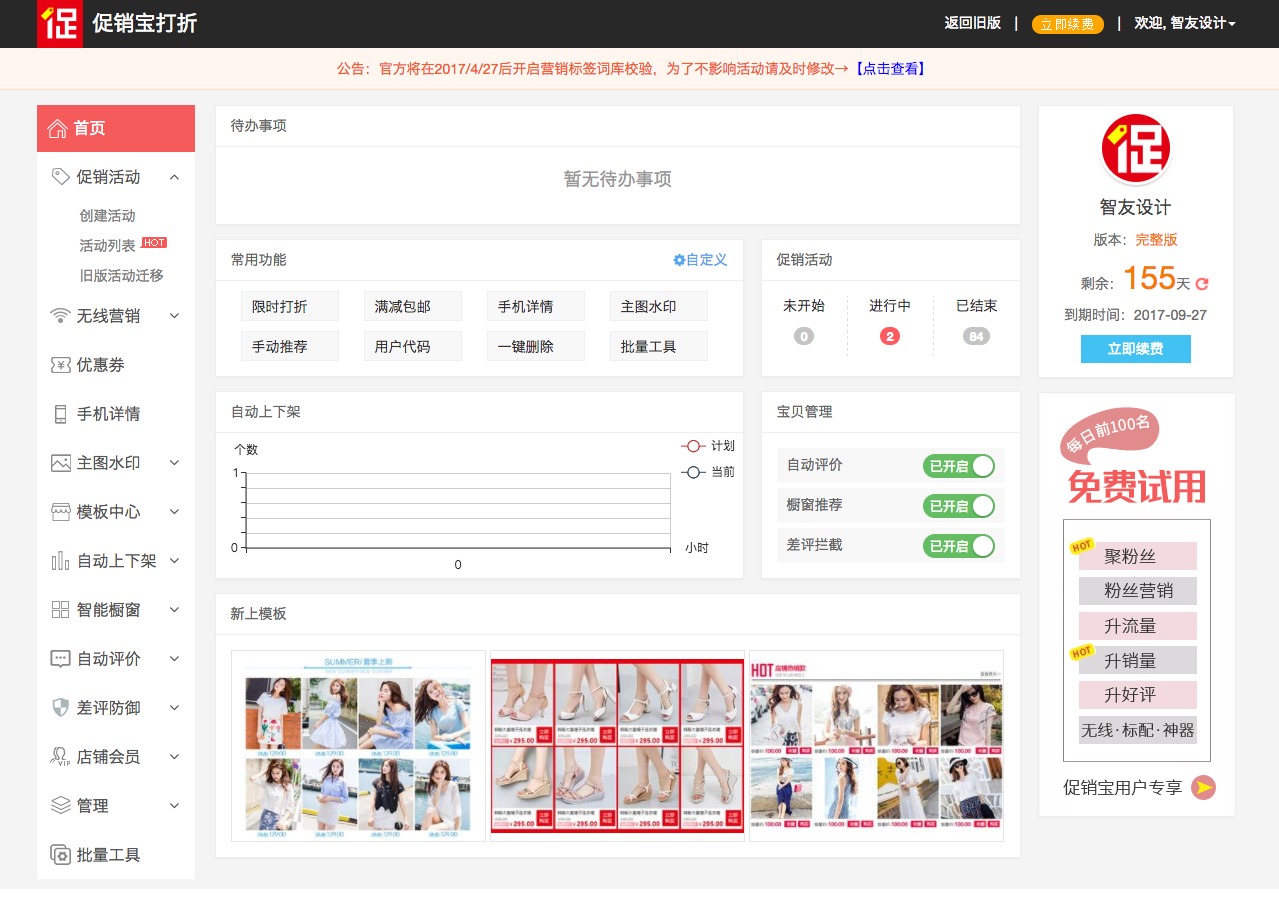 促 促销宝打折
返回旧版 | 立即续费 | 欢迎, 智友设计
公告：官方将在2017/4/27后开启营销标签词库校验，为了不影响活动请及时修改→【点击查看】
首页
促销活动
创建活动
活动列表 HOT
旧版活动迁移
无线营销
优惠券
手机详情
主图水印
模板中心
自动上下架
智能橱窗
自动评价
差评防御
店铺会员
管理
批量工具
待办事项
暂无待办事项
常用功能 自定义
限时打折 满减包邮 手机详情 主图水印
手动推荐 用户代码 一键删除 批量工具
促销活动
未开始 进行中 已结束
0 2 84
自动上下架
个数
计划
当前
1
0
小时
0
宝贝管理
自动评价 已开启
橱窗推荐 已开启
差评拦截 已开启
新上模板
SUMMER/夏季上新
HOT 店铺热销款
促
智友设计
版本：完整版
剩余：155天
到期时间：2017-09-27
立即续费
每日前100名
免费试用
HOT
聚粉丝
粉丝营销
升流量
HOT
升销量
升好评
无线·标配·神器
促销宝用户专享